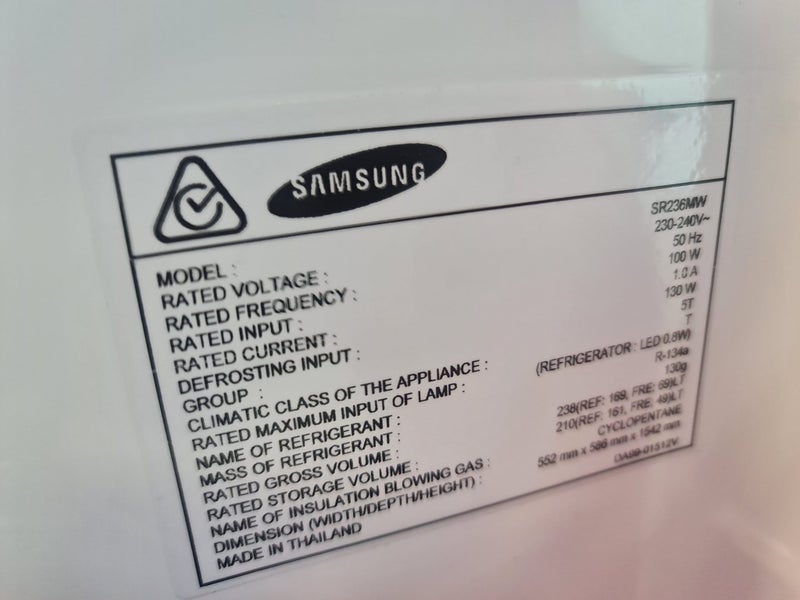 SAMSUNG
MODEL : SR236MW
RATED VOLTAGE : 230-240V~
RATED FREQUENCY : 50 Hz
RATED INPUT : 100 W
RATED CURRENT : 1.0 A
DEFROSTING INPUT : 130 W
GROUP : 5T
CLIMATIC CLASS OF THE APPLIANCE : T
RATED MAXIMUM INPUT OF LAMP : (REFRIGERATOR : LED 0.8W)
NAME OF REFRIGERANT : R-134a
MASS OF REFRIGERANT : 130g
RATED GROSS VOLUME : 238(REF: 169, FRE: 69)LT
RATED STORAGE VOLUME : 210(REF: 161, FRE: 49)LT
NAME OF INSULATION BLOWING GAS : CYCLOPENTANE
DIMENSION (WIDTH/DEPTH/HEIGHT) : 552 mm x 586 mm x 1542 mm
MADE IN THAILAND DA99-01512V